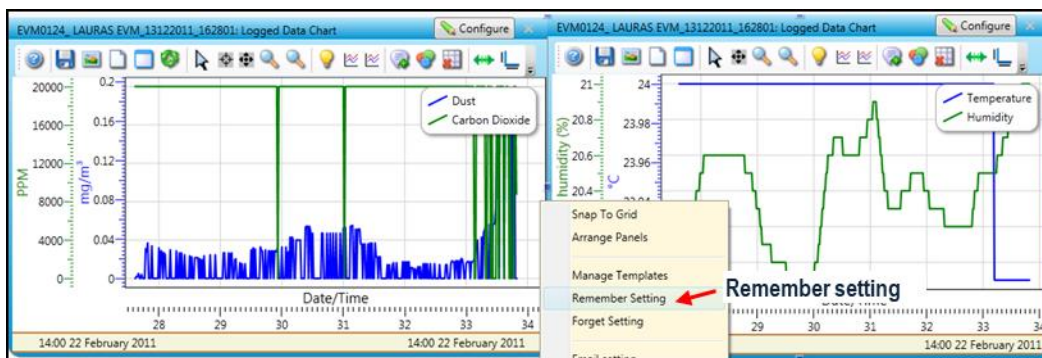 EVM0124_ LAURAS EVM_13122011_162801: Logged Data Chart
Configure
20000
16000
12000
8000
4000
0
PPM
0.2
0.16
0.12
0.08
0.04
0
mg/m³
Dust
Carbon Dioxide
Date/Time
28 29 30 31 32 33 34
14:00 22 February 2011 14:00 22 February 2011
EVM0124_ LAURAS EVM_13122011_162801: Logged Data Chart
Configure
21
20.8
20.6
20.4
humidity (%)
24
23.98
23.96
°C
Temperature
Humidity
Snap To Grid
Arrange Panels
Manage Templates
Remember Setting
Forget Setting
Email setting
Remember setting
29 30 31 32 33 34
14:00 22 February 2011